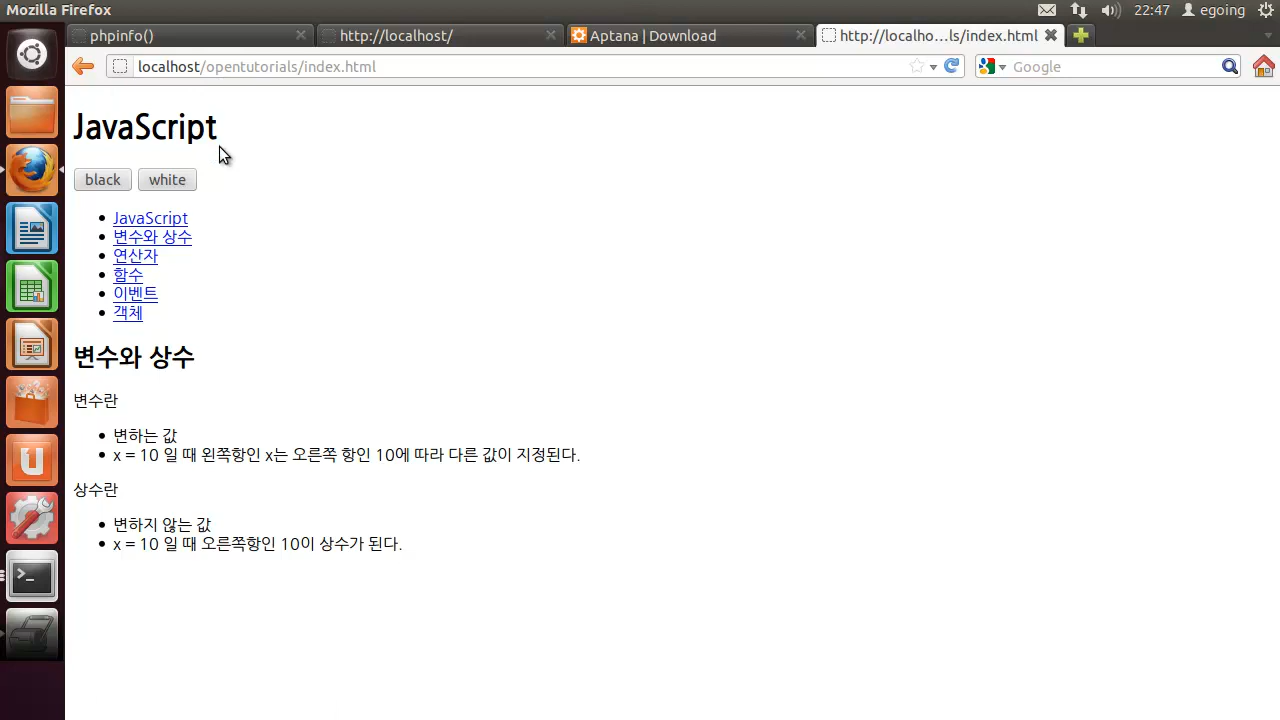 Mozilla Firefox
22:47 egoing
phpinfo()
http://localhost/
Aptana | Download
http://localho...ls/index.html
localhost/opentutorials/index.html
Google
JavaScript
black white
JavaScript
변수와 상수
연산자
함수
이벤트
객체
변수와 상수
변수란
변하는 값
x = 10 일 때 왼쪽항인 x는 오른쪽 항인 10에 따라 다른 값이 지정된다.
상수란
변하지 않는 값
x = 10 일 때 오른쪽항인 10이 상수가 된다.